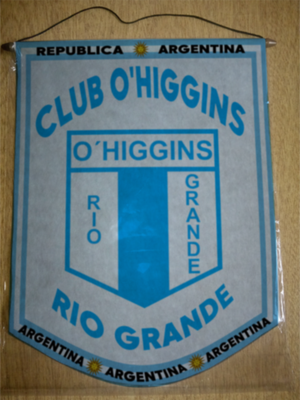 REPUBLICA ARGENTINA
CLUB O'HIGGINS
O´HIGGINS
RIO
GRANDE
RIO GRANDE
ARGENTINA ARGENTINA ARGENTINA